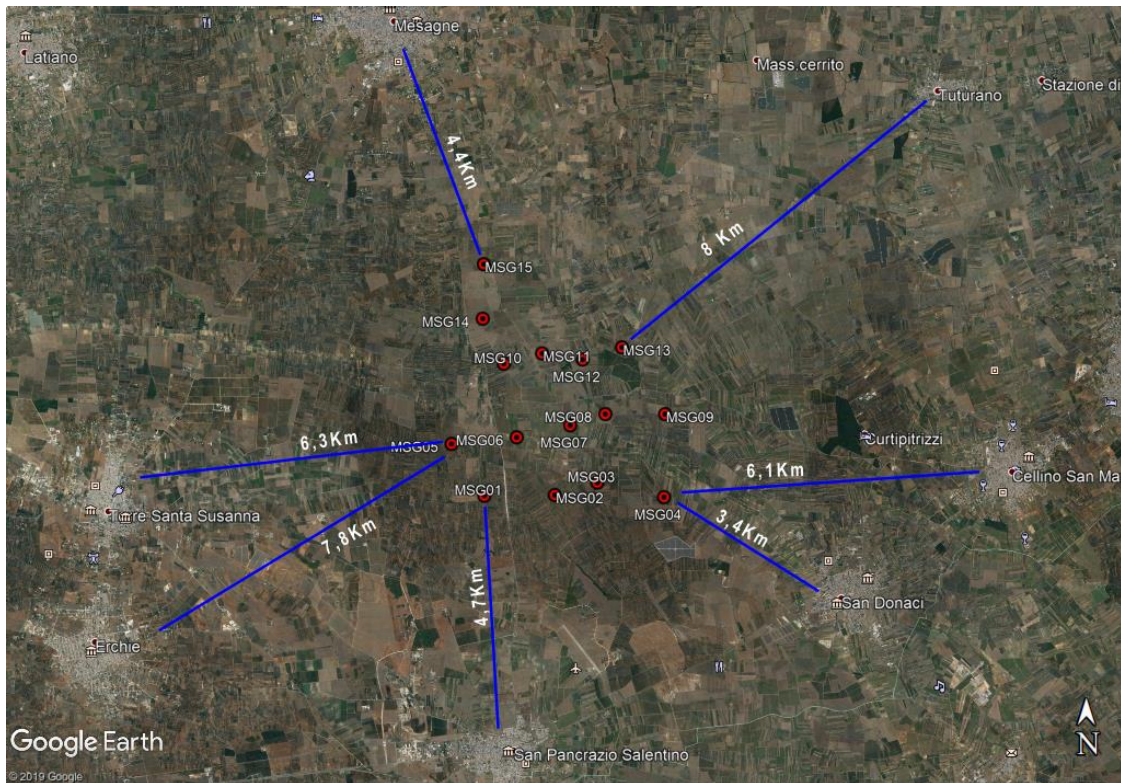 Mesagne
Latiano
Mass.cerrito
Tuturano
Stazione di
4,4Km
8 Km
MSG15
MSG14
MSG13
MSG11
MSG10
MSG12
MSG08
MSG09
MSG06
MSG07
MSG05
Curtipitrizzi
6,3Km
6,1Km
Cellino San Ma
MSG03
MSG01
MSG02
MSG04
3,4Km
Torre Santa Susanna
7,8Km
4,7Km
San Donaci
Erchie
San Pancrazio Salentino
Google Earth
© 2019 Google
N